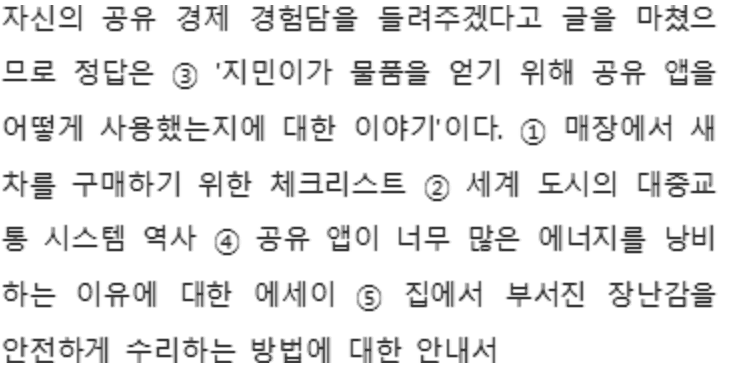 자신의 공유 경제 경험담을 들려주겠다고 글을 마쳤으
므로 정답은 ③ '지민이가 물품을 얻기 위해 공유 앱을
어떻게 사용했는지에 대한 이야기'이다. ① 매장에서 새
차를 구매하기 위한 체크리스트 ② 세계 도시의 대중교
통 시스템 역사 ④ 공유 앱이 너무 많은 에너지를 낭비
하는 이유에 대한 에세이 ⑤ 집에서 부서진 장난감을
안전하게 수리하는 방법에 대한 안내서